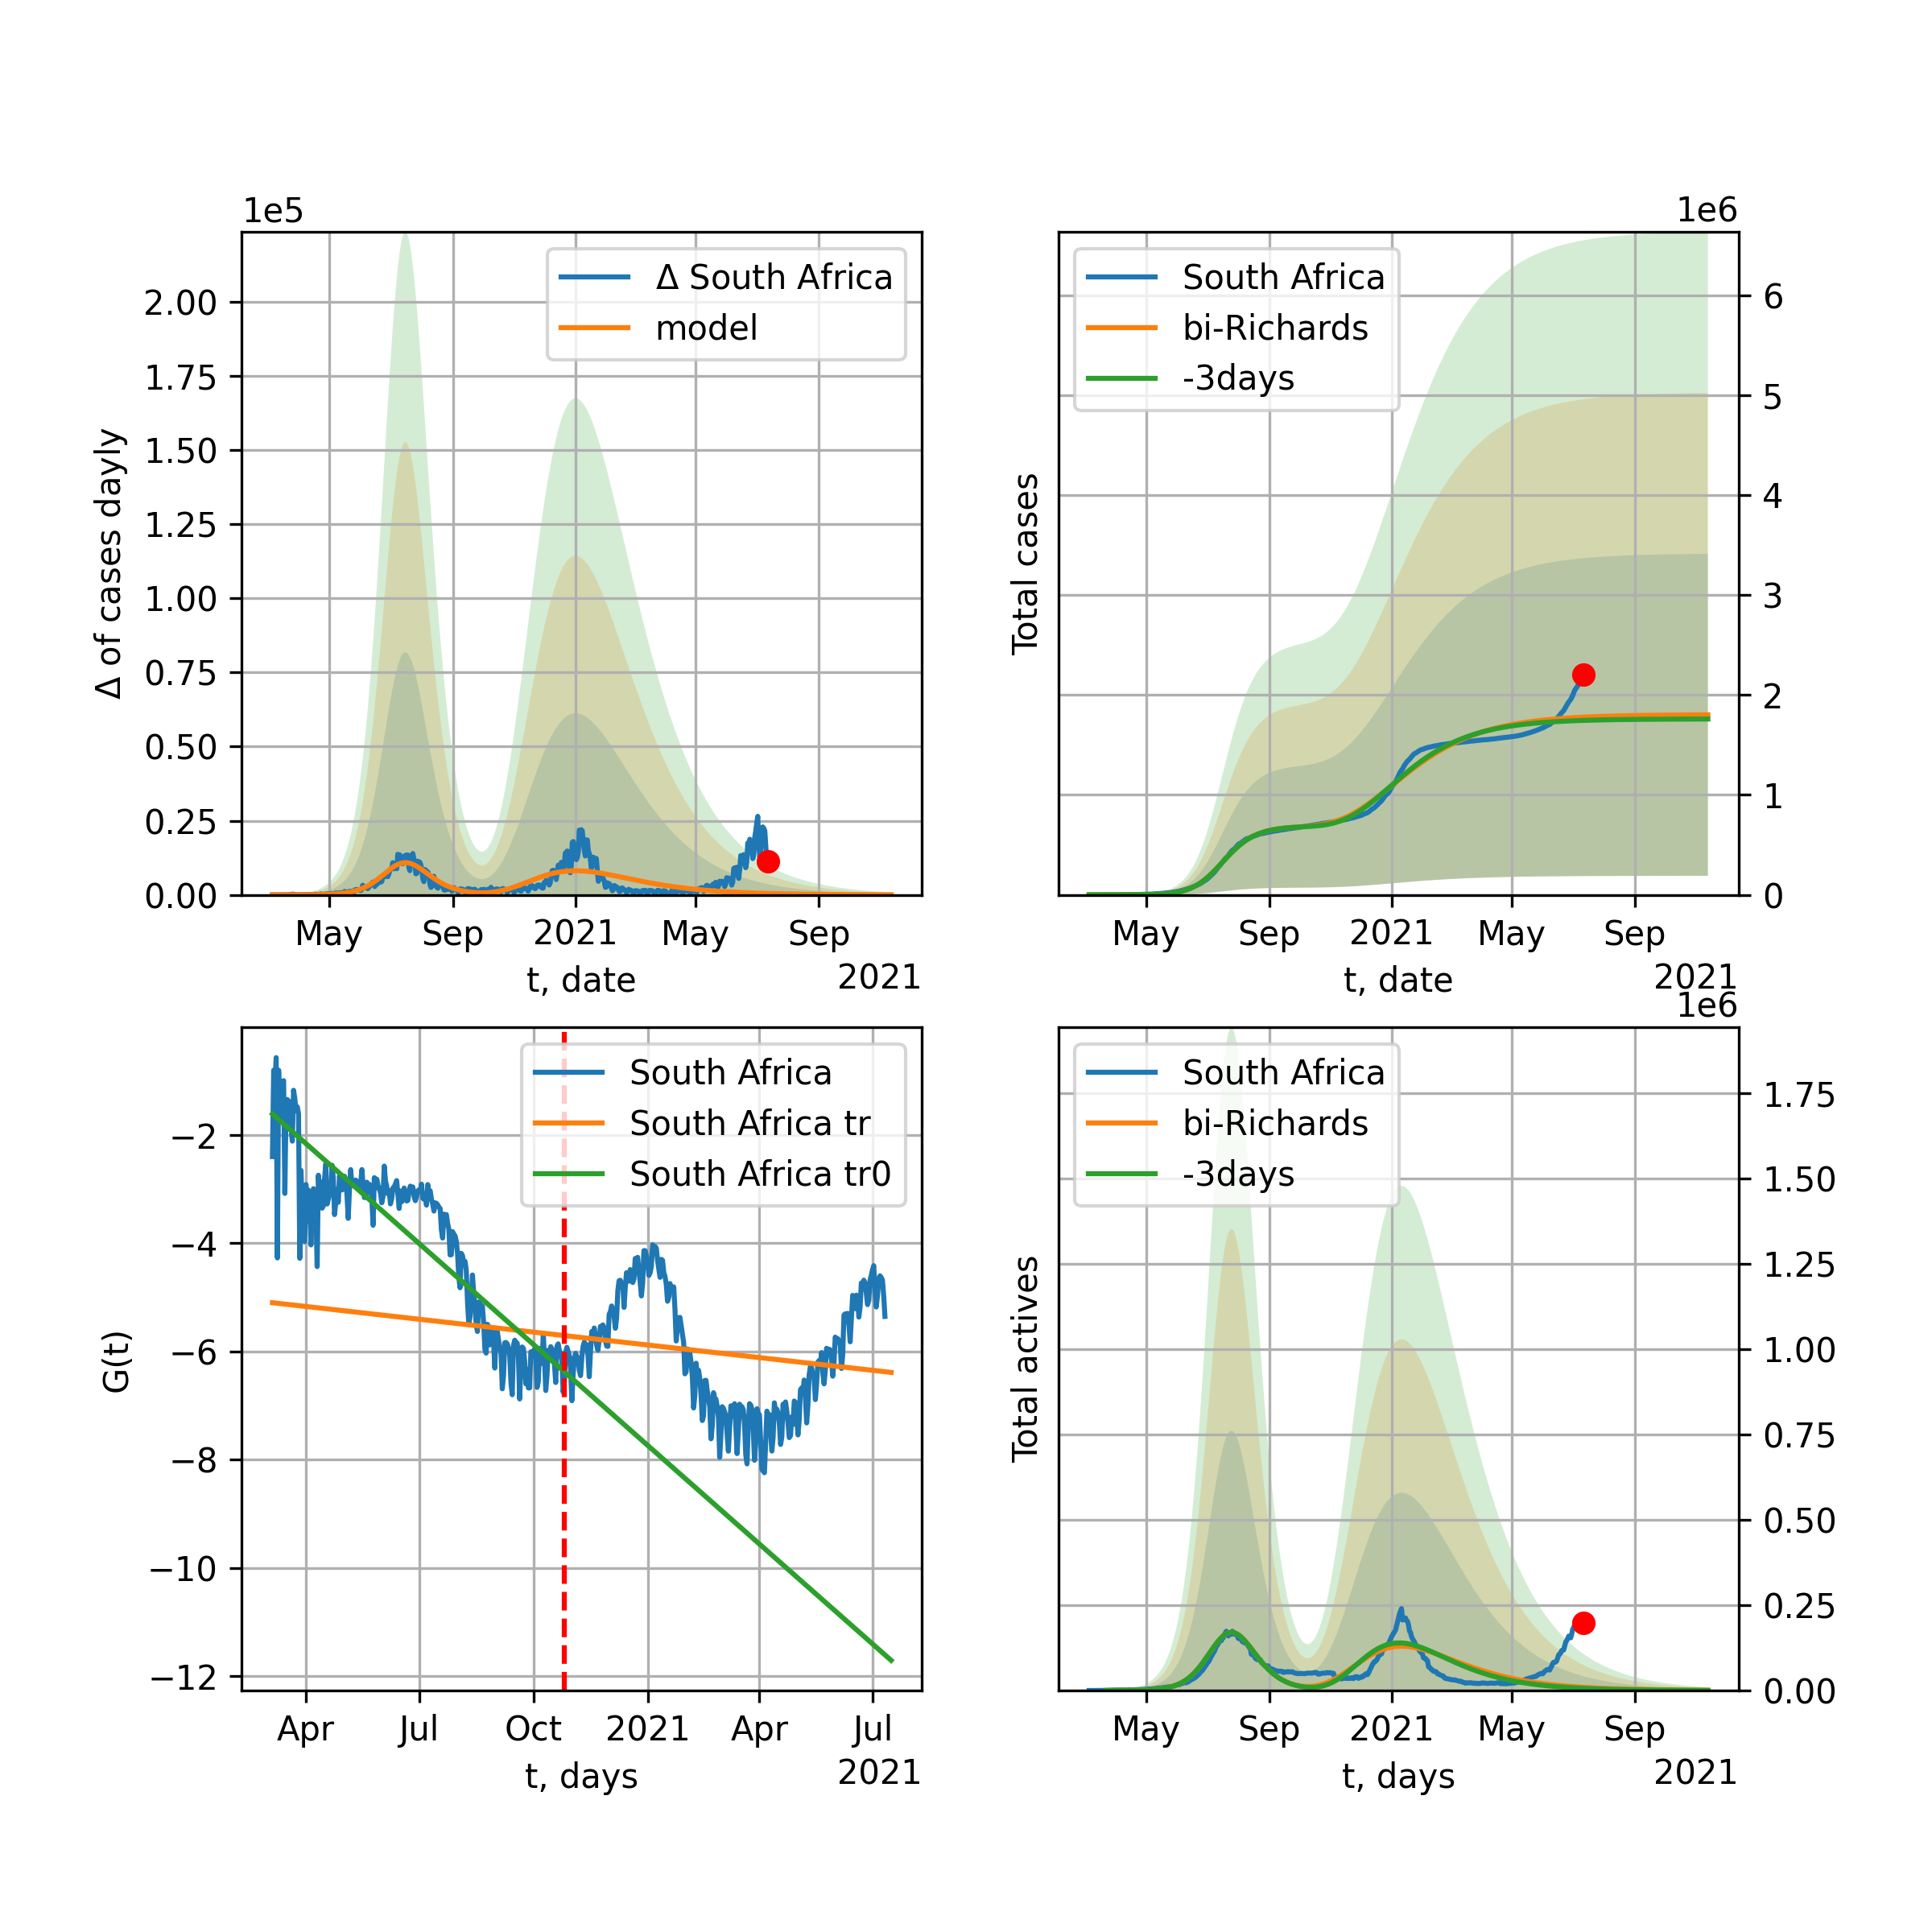 1e5
Δ of cases dayly
2.00
1.75
1.50
1.25
1.00
0.75
0.50
0.25
0.00
Δ South Africa
model
May Sep 2021 May Sep
t, date
2021
1e6
Total cases
South Africa
bi-Richards
-3days
6
5
4
3
2
1
0
May Sep 2021 May Sep
t, date
2021
G(t)
−2
−4
−6
−8
−10
−12
South Africa
South Africa tr
South Africa tr0
Apr Jul Oct 2021 Apr Jul
t, days
2021
1e6
Total actives
South Africa
bi-Richards
-3days
1.75
1.50
1.25
1.00
0.75
0.50
0.25
0.00
May Sep 2021 May Sep
t, days
2021